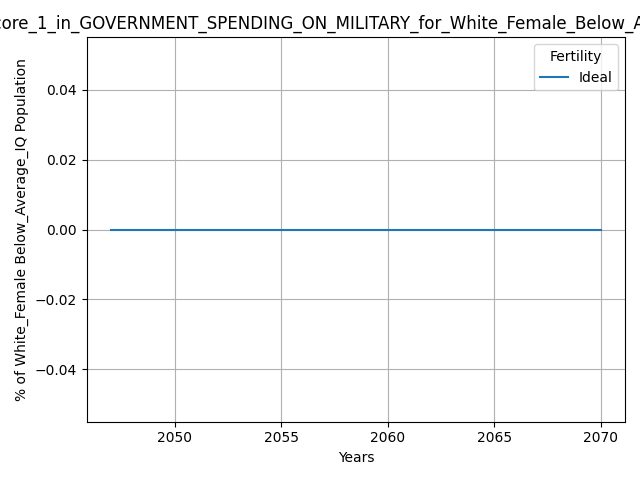 core_1_in_GOVERNMENT_SPENDING_ON_MILITARY_for_White_Female_Below_A
Fertility
Ideal
0.04
0.02
0.00
−0.02
−0.04
% of White_Female Below_Average_IQ Population
2050 2055 2060 2065 2070
Years